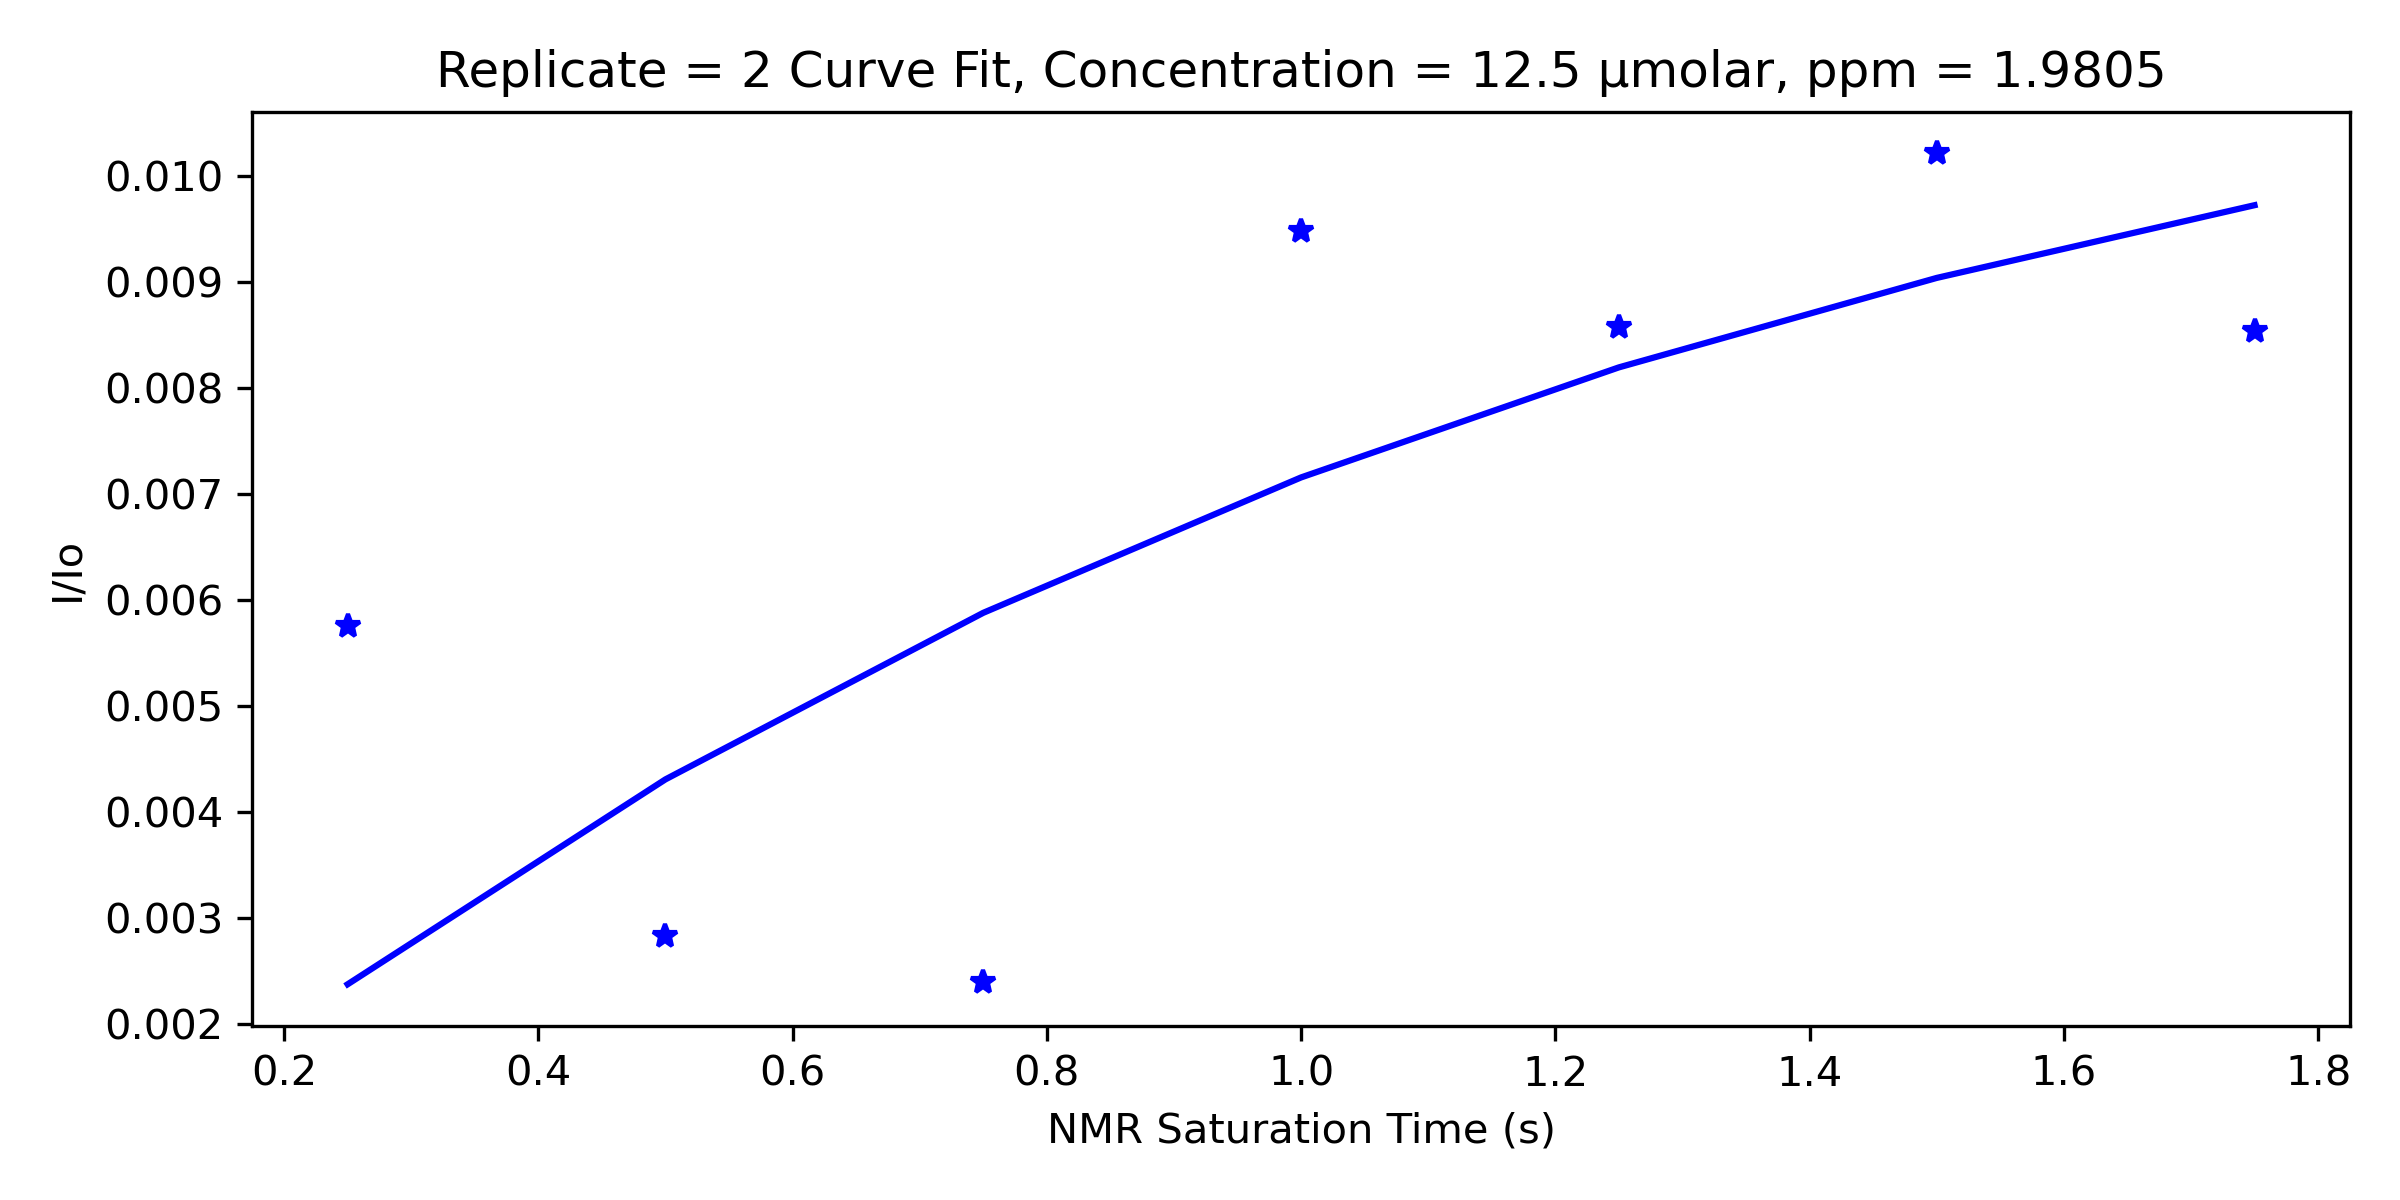 Replicate = 2 Curve Fit, Concentration = 12.5 µmolar, ppm = 1.9805
0.010
0.009
0.008
0.007
0.006
0.005
0.004
0.003
0.002
I/Io
0.2 0.4 0.6 0.8 1.0 1.2 1.4 1.6 1.8
NMR Saturation Time (s)